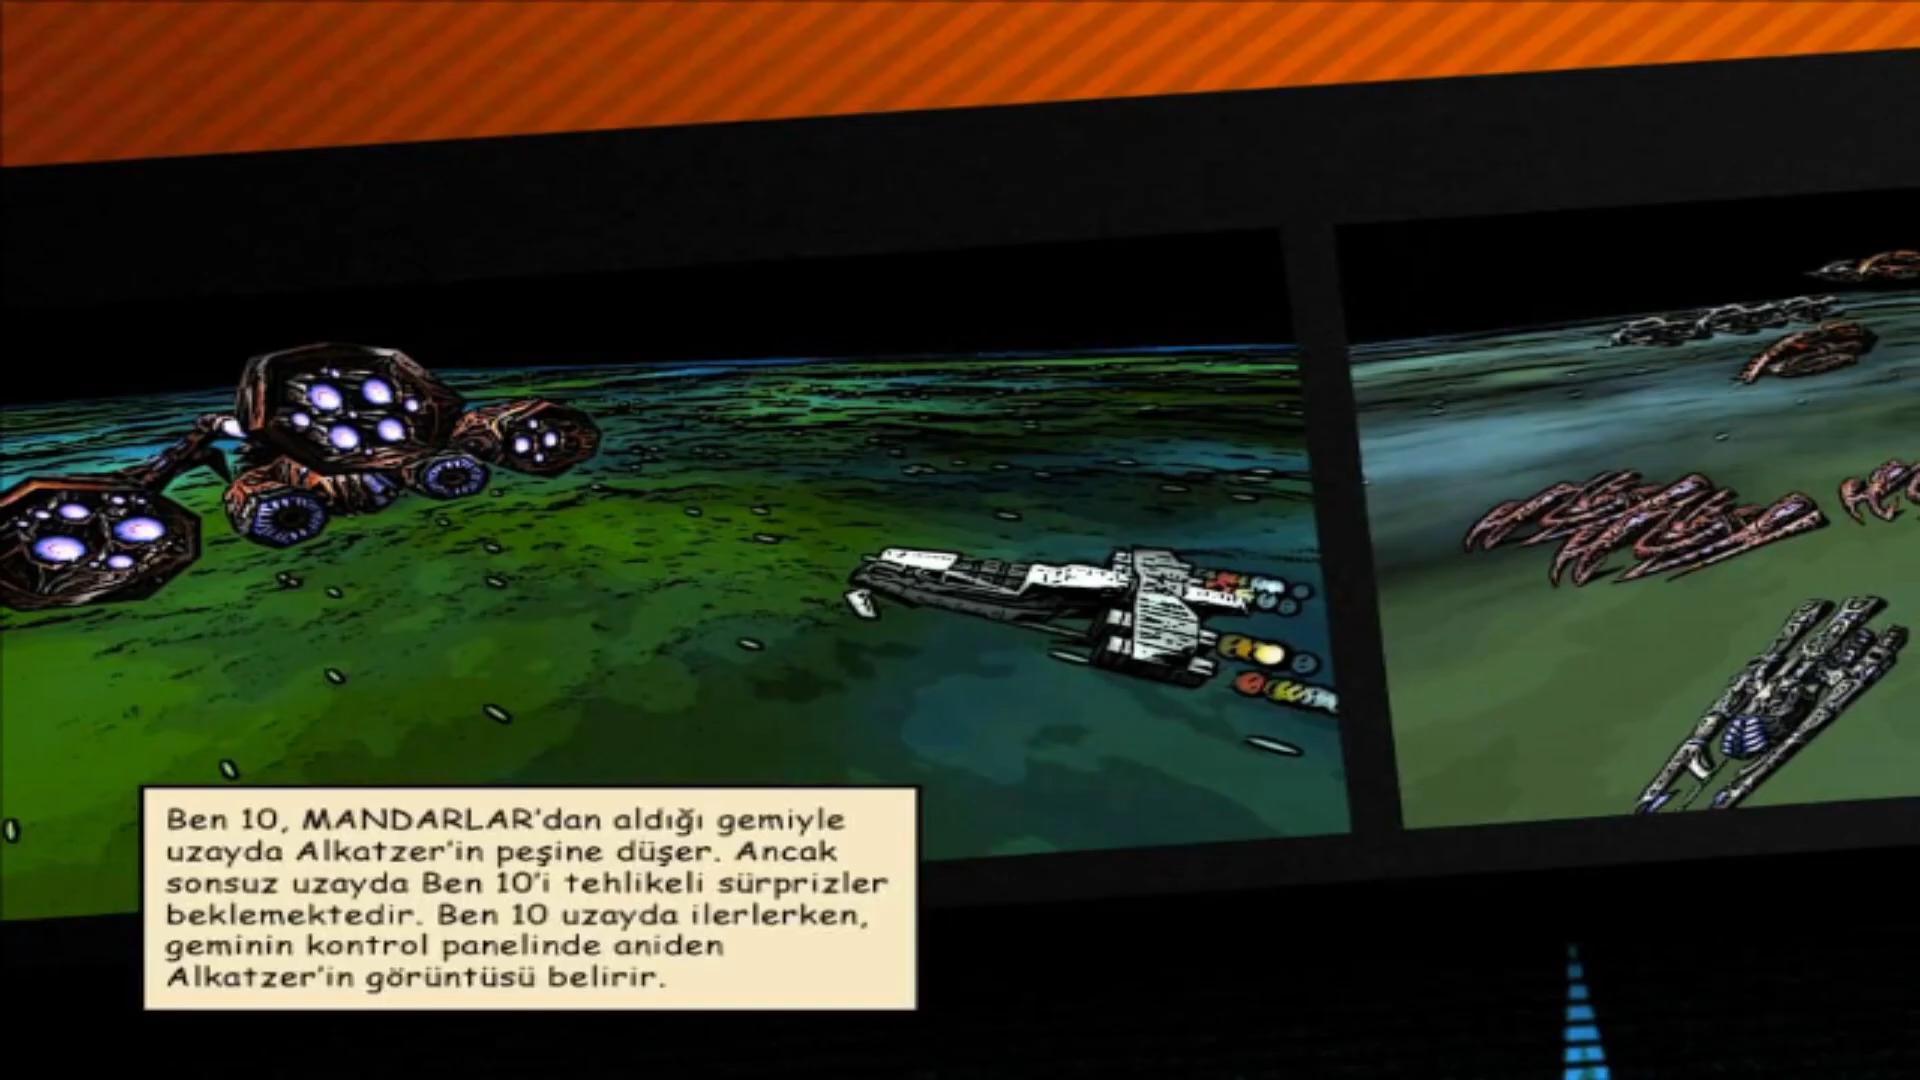 Ben 10, MANDARLAR'dan aldığı gemiyle
uzayda Alkatzer'in peşine düşer. Ancak
sonsuz uzayda Ben 10'i tehlikeli sürprizler
beklemektedir. Ben 10 uzayda ilerlerken,
geminin kontrol panelinde aniden
Alkatzer'in görüntüsü belirir.